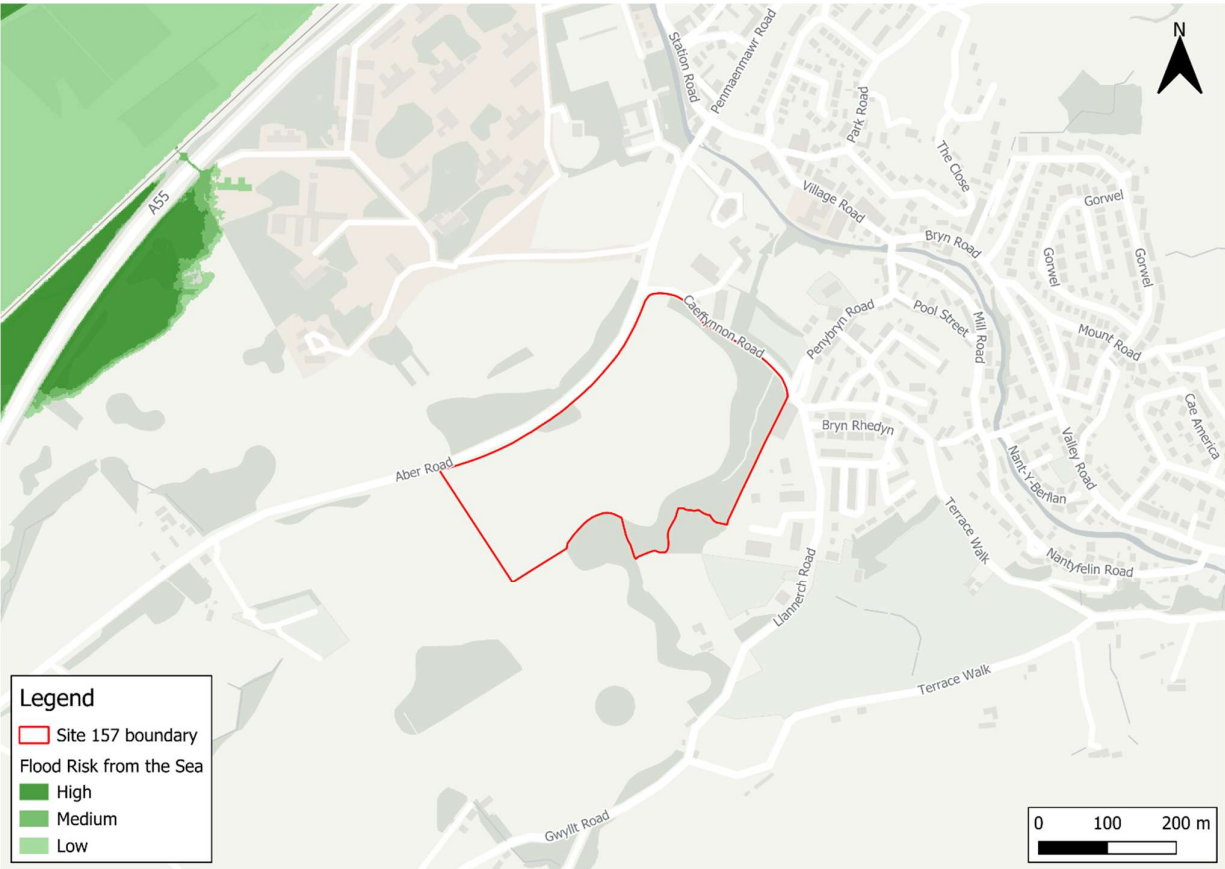 N
Station Road
Penmaenmawr Road
Park Road
The Close
A55
Village Road
Gorwel
Bryn Road
Gorwel
Gorwel
Caeffynnon Road
Penybryn Road
Pool Street
Mill Road
Mount Road
Cae America
Bryn Rhedyn
Valley Road
Aber Road
Nant-Y-Berllan
Terrace Walk
Nantyfelin Road
Llannerch Road
Terrace Walk
Gwyllt Road
Legend
Site 157 boundary
Flood Risk from the Sea
High
Medium
Low
0 100 200 m